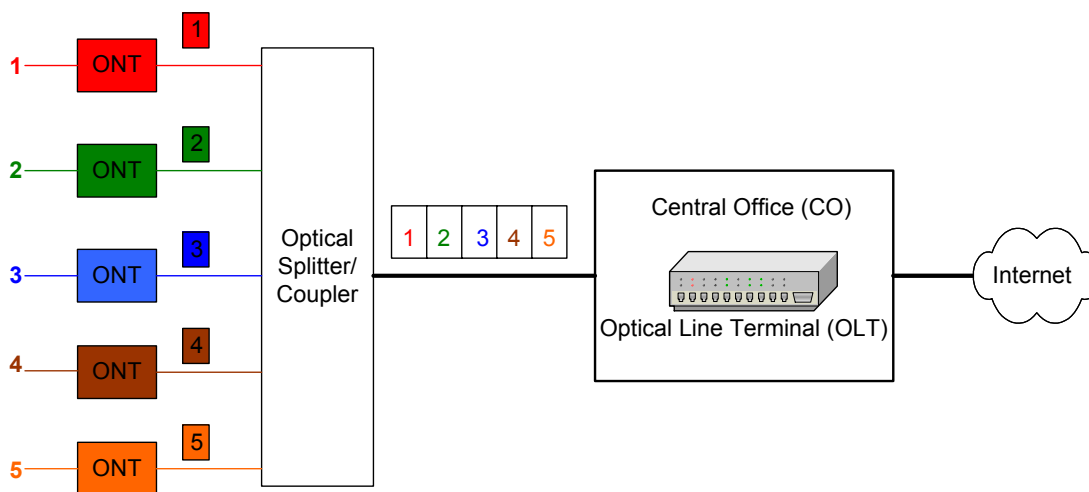 1 ONT 1
2 ONT 2
3 ONT 3
4 ONT 4
5 ONT 5
Optical
Splitter/
Coupler
1 2 3 4 5
Central Office (CO)
Optical Line Terminal (OLT)
Internet